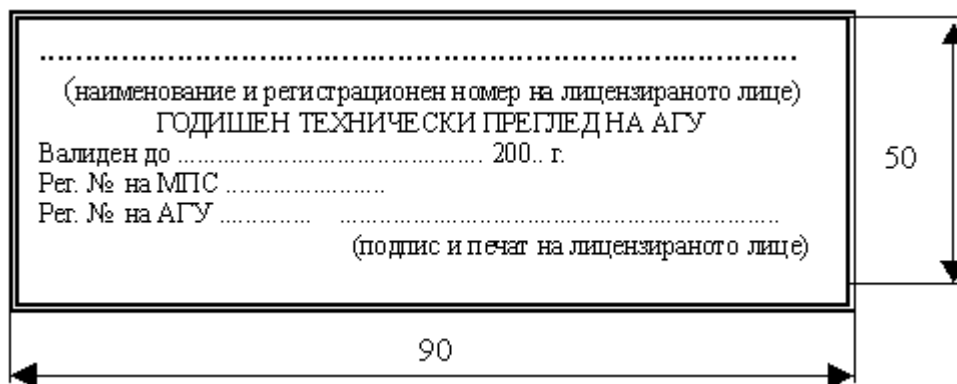 ................................................................................
(наименование и регистрационен номер на лицензираното лице)
ГОДИШЕН ТЕХНИЧЕСКИ ПРЕГЛЕД НА АГУ
Валиден до .............................................. 200.. г.
Рег. № на МПС ........................
Рег. № на АГУ .............. ..................................................................
(подпис и печат на лицензираното лице)
50
90